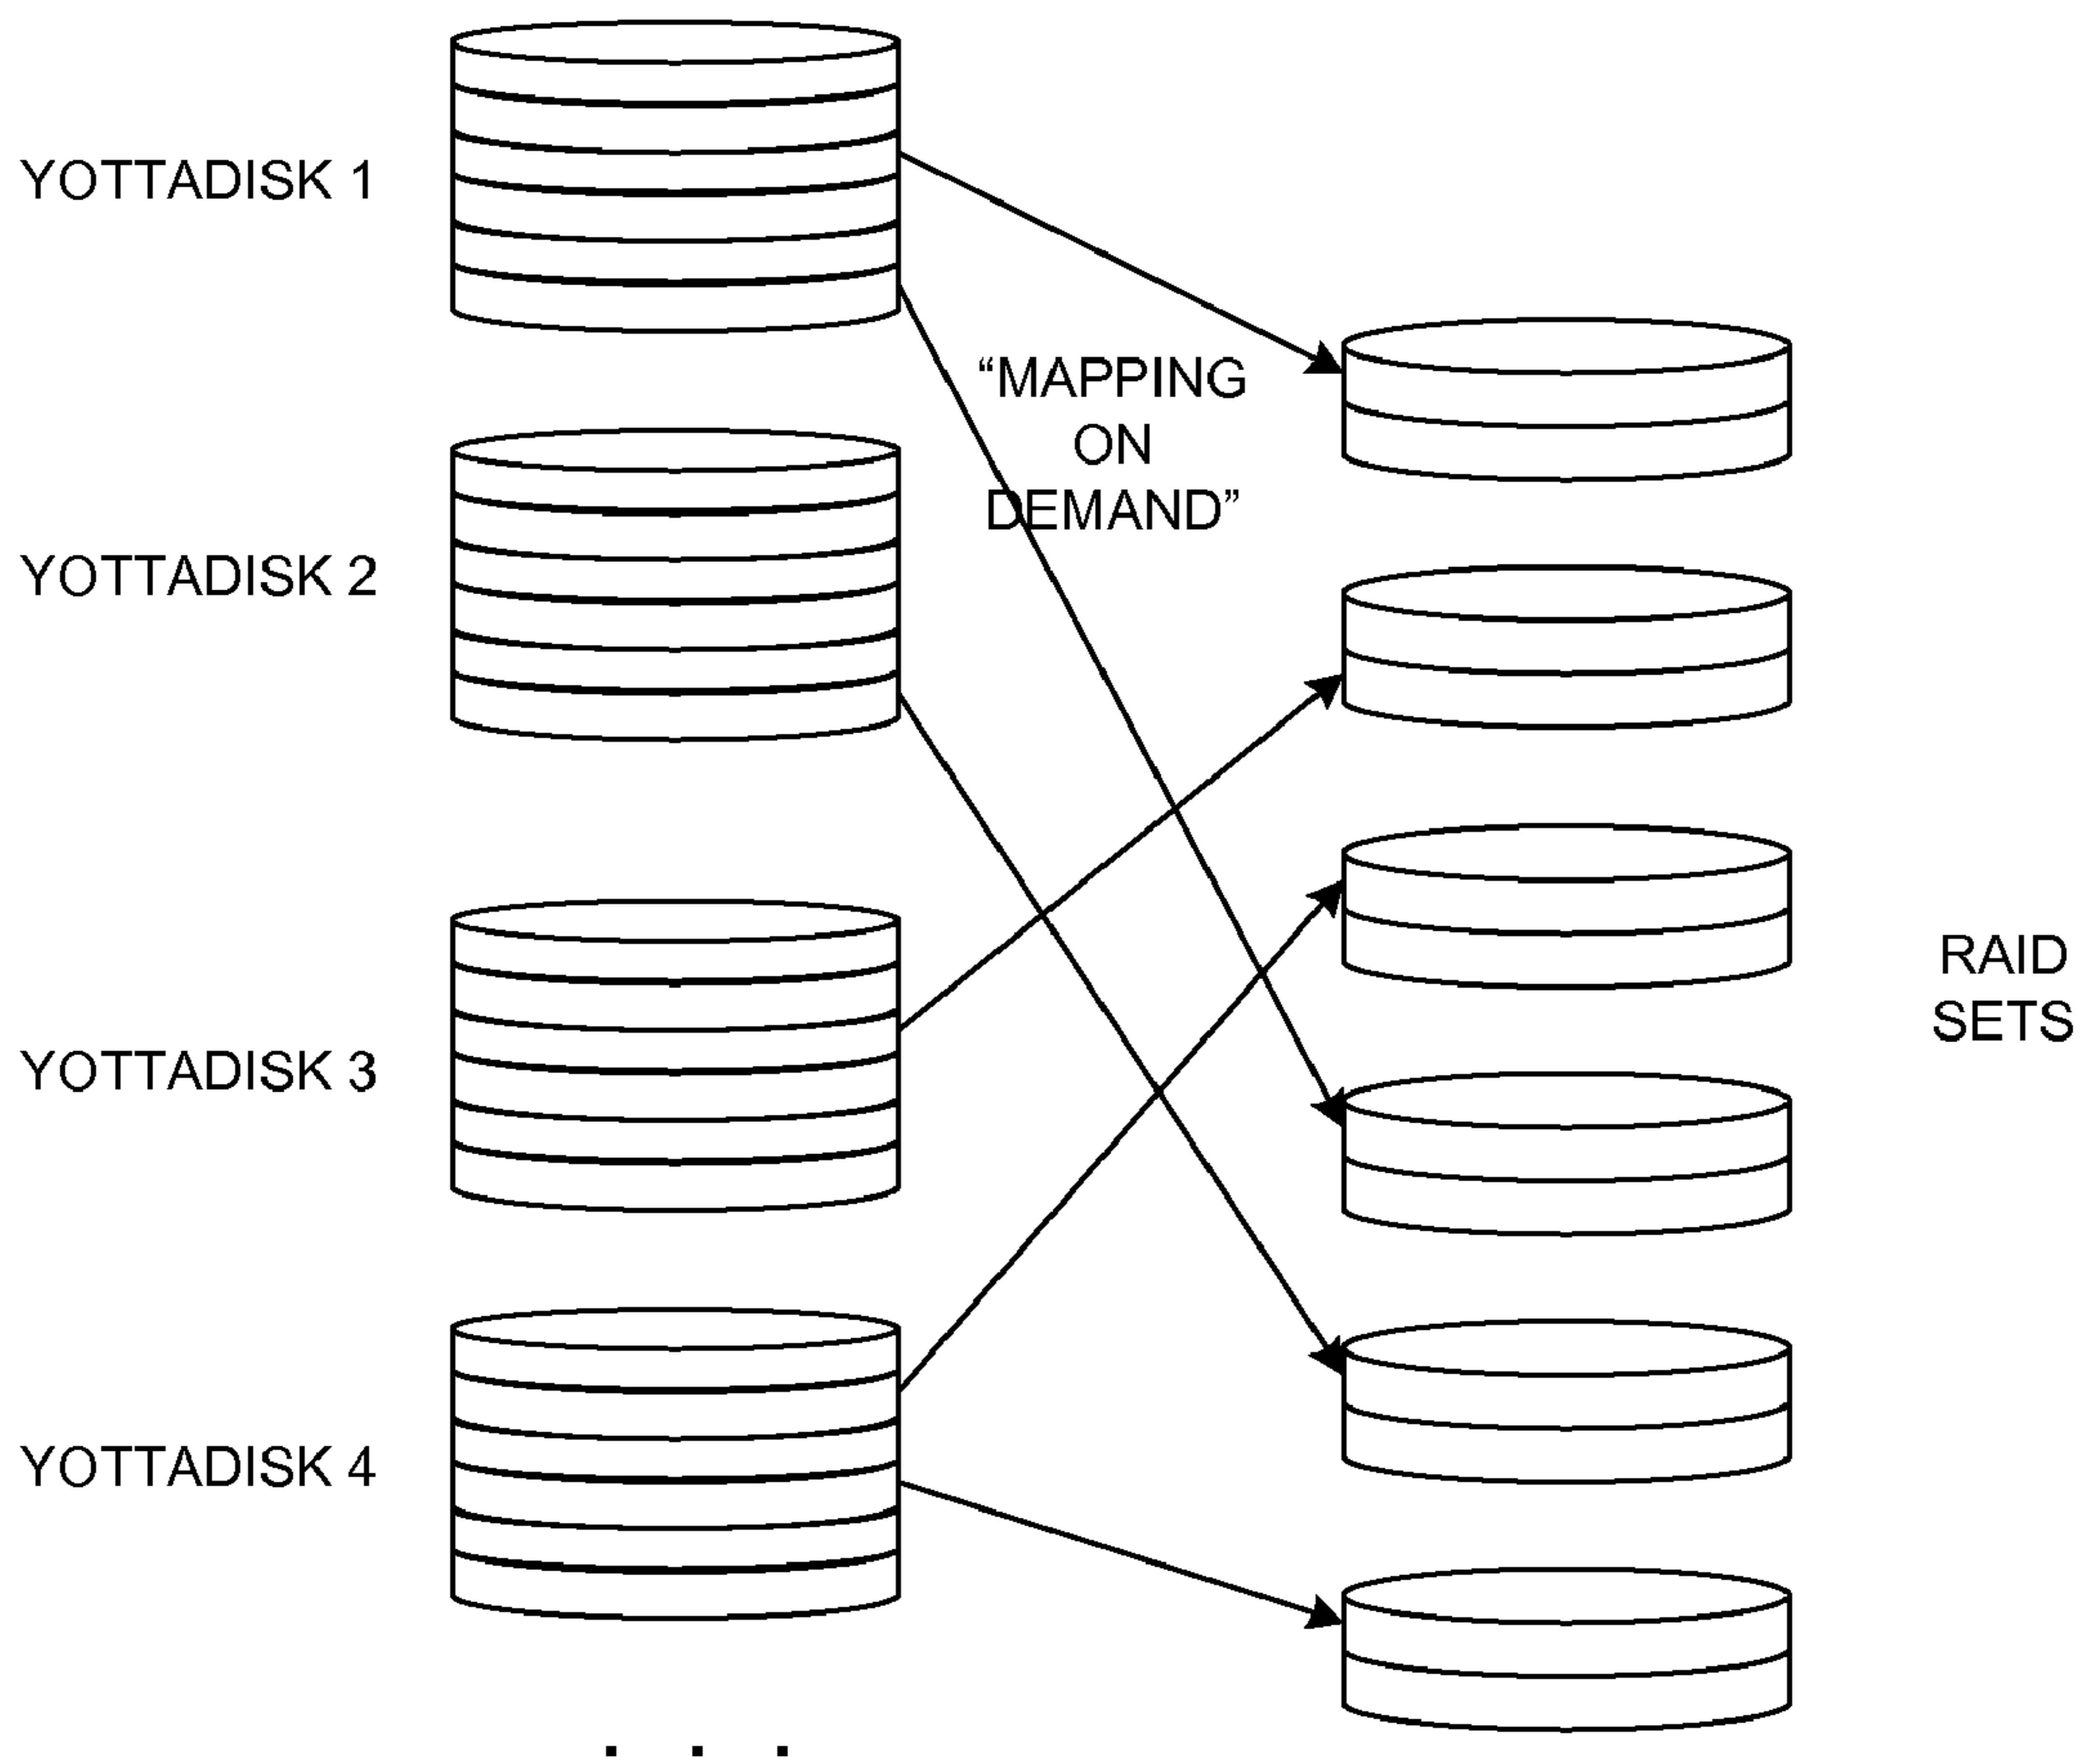 YOTTADISK 1
“MAPPING
ON
DEMAND”
YOTTADISK 2
YOTTADISK 3
RAID
SETS
YOTTADISK 4
. . .